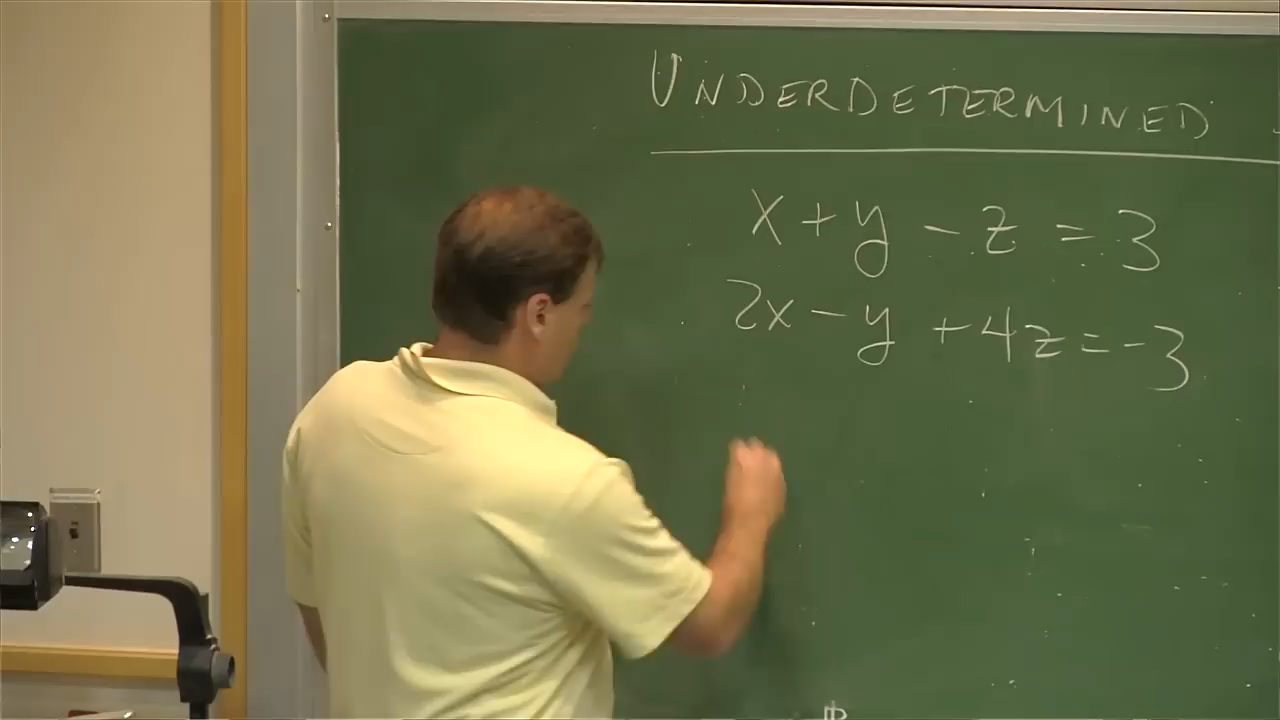 UNDERDETERMINED
x + y - z = 3
2x - y + 4z = -3